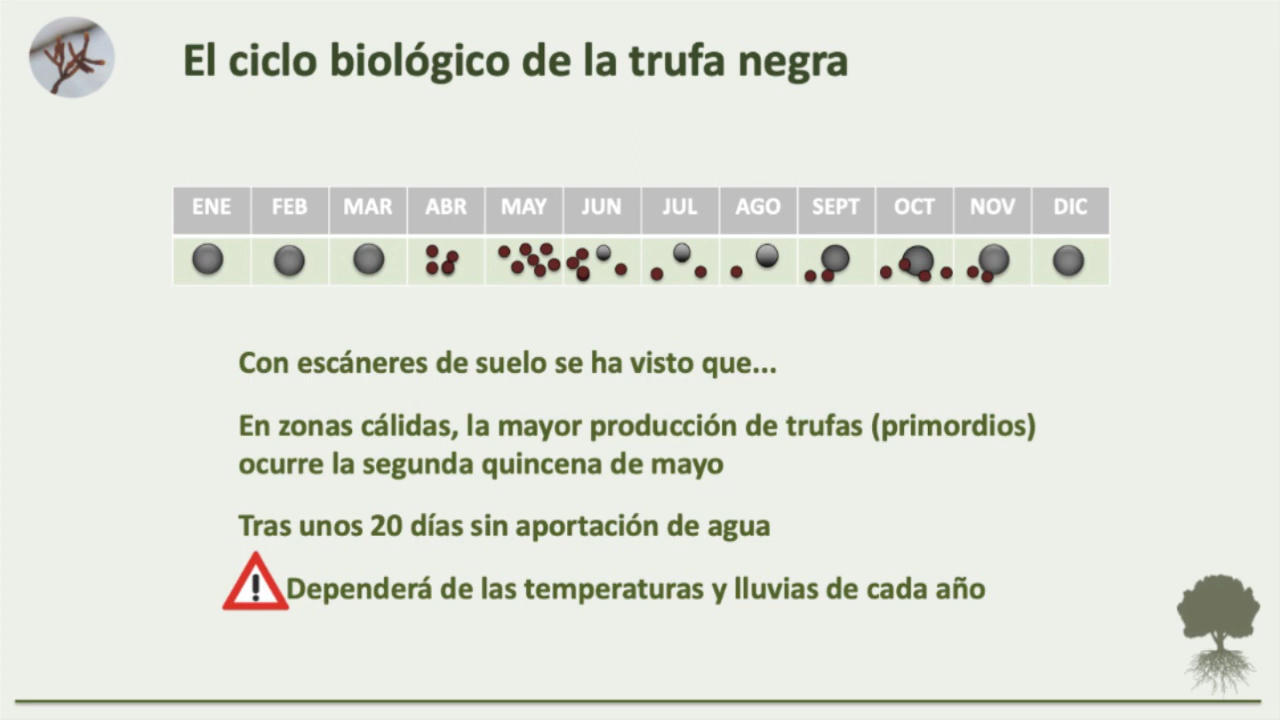 El ciclo biológico de la trufa negra
ENE FEB MAR ABR MAY JUN JUL AGO SEPT OCT NOV DIC
Con escáneres de suelo se ha visto que...
En zonas cálidas, la mayor producción de trufas (primordios)
ocurre la segunda quincena de mayo
Tras unos 20 días sin aportación de agua
Dependerá de las temperaturas y lluvias de cada año